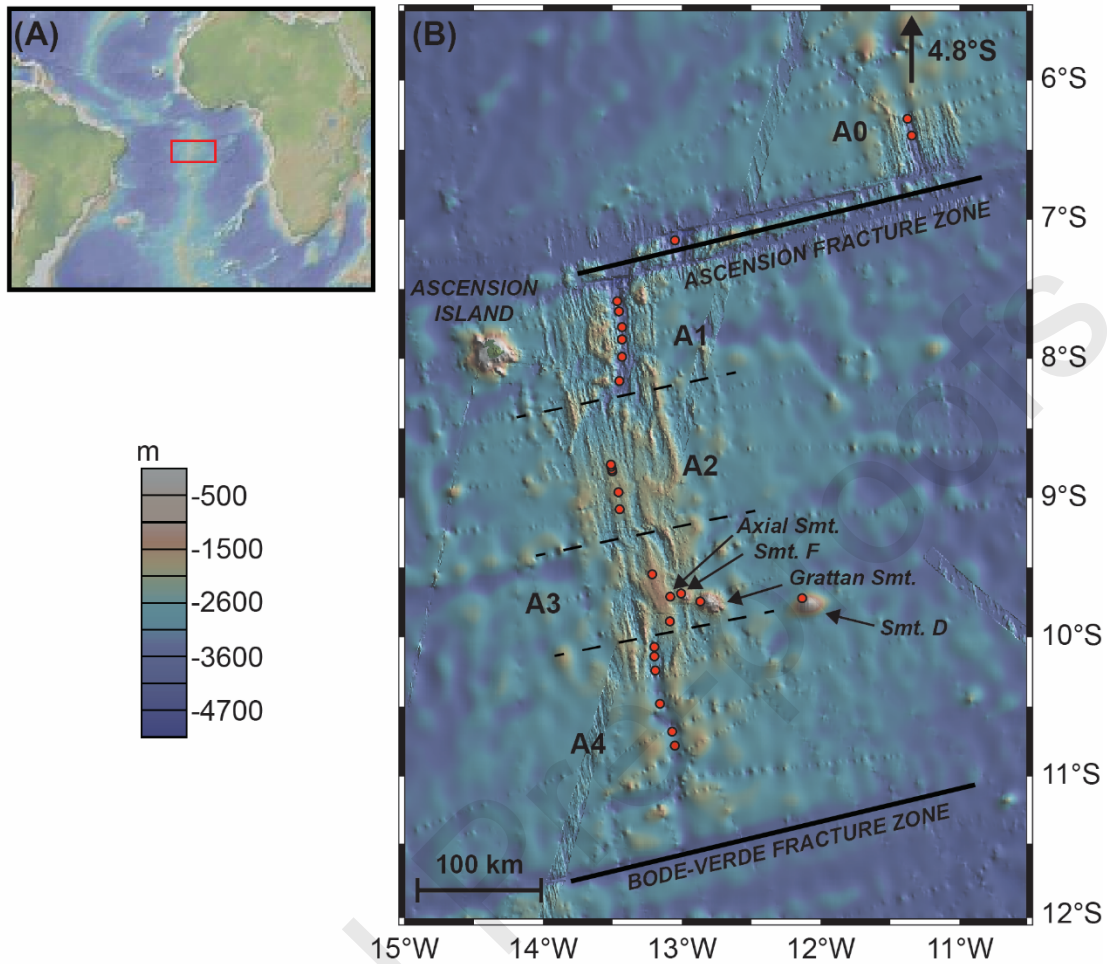 (A)
(B)
4.8°S
6°S
A0
7°S
ASCENSION FRACTURE ZONE
ASCENSION
ISLAND
A1
8°S
m
-500
-1500
-2600
-3600
-4700
A2
9°S
Axial Smt.
Smt. F
Grattan Smt.
A3
Smt. D
10°S
A4
11°S
BODE-VERDE FRACTURE ZONE
100 km
12°S
15°W
14°W
13°W
12°W
11°W
l Pre-proofs